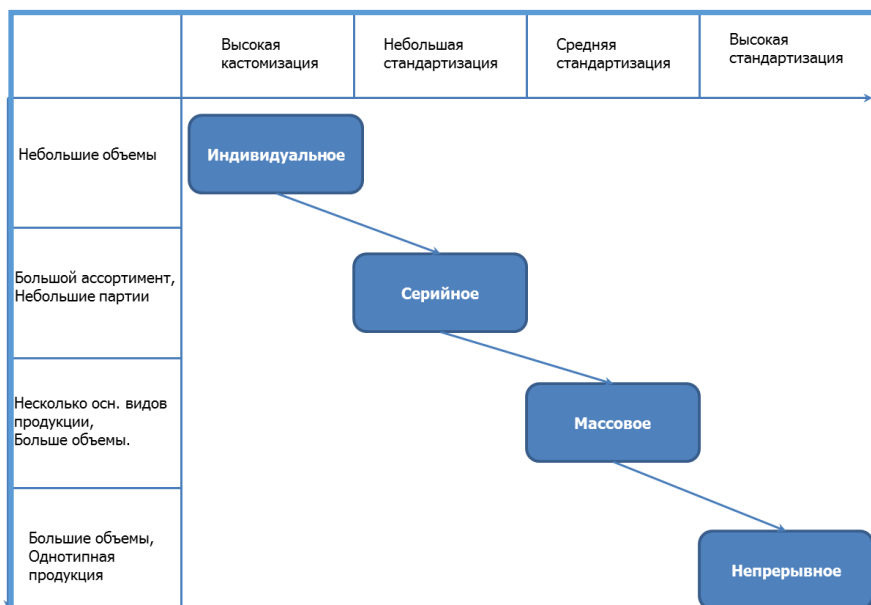 Высокая
кастомизация
Небольшая
стандартизация
Средняя
стандартизация
Высокая
стандартизация
Небольшие объемы
Индивидуальное
Большой ассортимент,
Небольшие партии
Серийное
Несколько осн. видов
продукции,
Больше объемы.
Массовое
Большие объемы,
Однотипная
продукция
Непрерывное